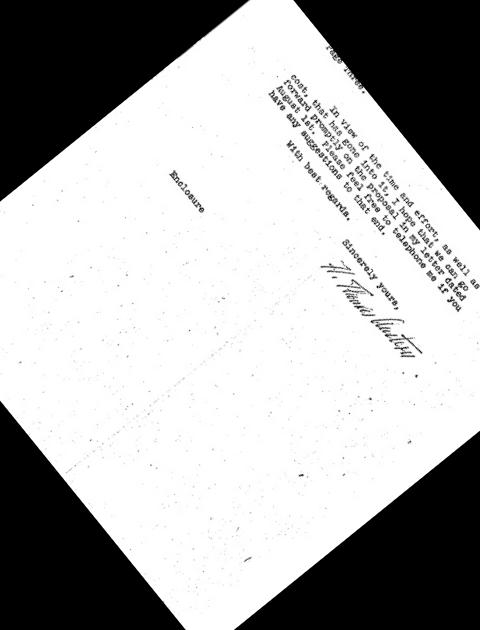 Page Three.
In view of the time and effort, as well as
cost, that has gone into it, I hope that we can go
forward promptly on the proposal in my letter dated
August 1st. Please feel free to telephone me if you
have any suggestions to that end.
With best regards.
Sincerely yours,
H. Thomas Austern
Enclosure